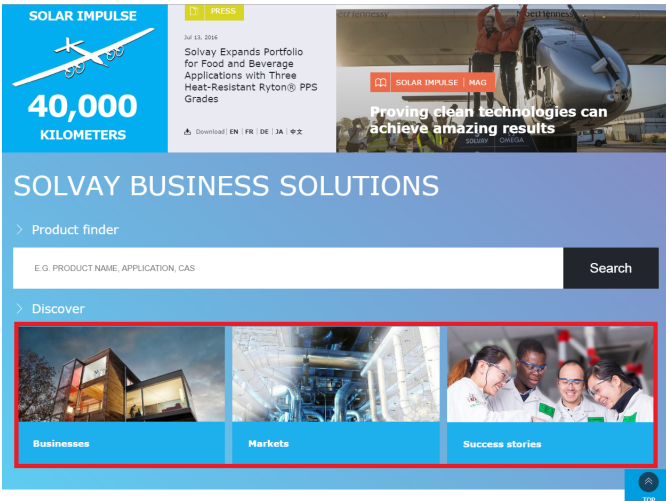 SOLAR IMPULSE
40,000
KILOMETERS
PRESS
Jul 13, 2016
Solvay Expands Portfolio
for Food and Beverage
Applications with Three
Heat-Resistant Ryton® PPS
Grades
Download EN | FR | DE | JA | 中文
SOLAR IMPULSE | MAG
Proving clean technologies can
achieve amazing results
SOLVAY OMEGA
SOLVAY BUSINESS SOLUTIONS
Product finder
E.G. PRODUCT NAME, APPLICATION, CAS
Search
Discover
Businesses
Markets
Success stories
TOP